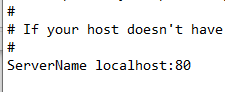 #
# If your host doesn't have
#
ServerName localhost:80